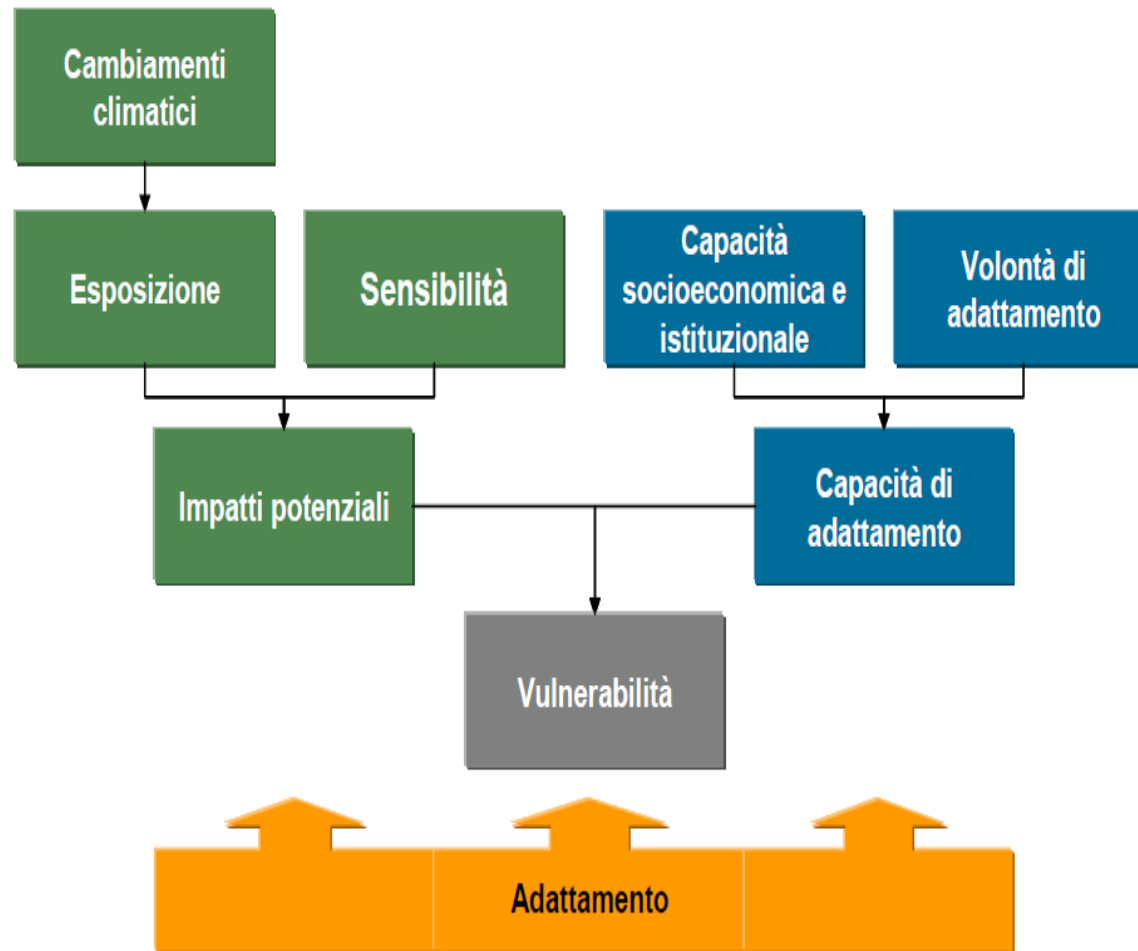 Cambiamenti
climatici
Esposizione
Sensibilità
Capacità
socioeconomica e
istituzionale
Volontà di
adattamento
Impatti potenziali
Capacità di
adattamento
Vulnerabilità
Adattamento